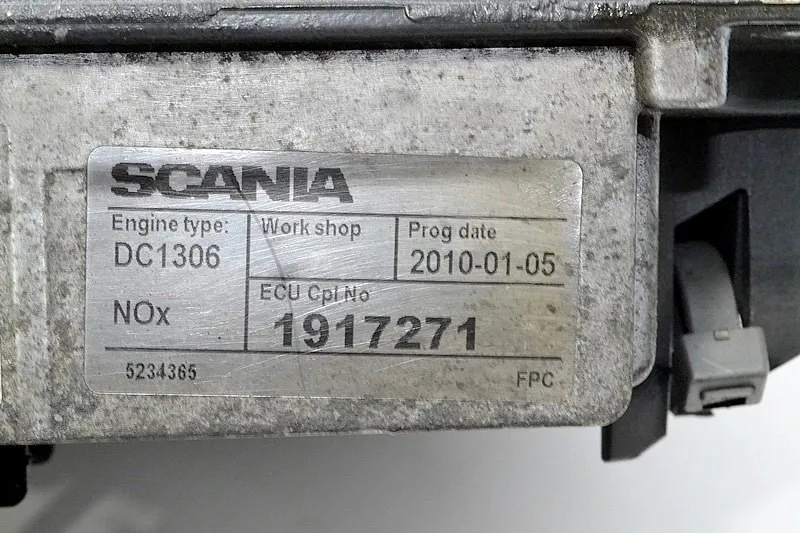 SCANIA
Engine type: Work shop Prog date
DC1306 2010-01-05
ECU Cpl.No
NOx 1917271
5234365 FPC